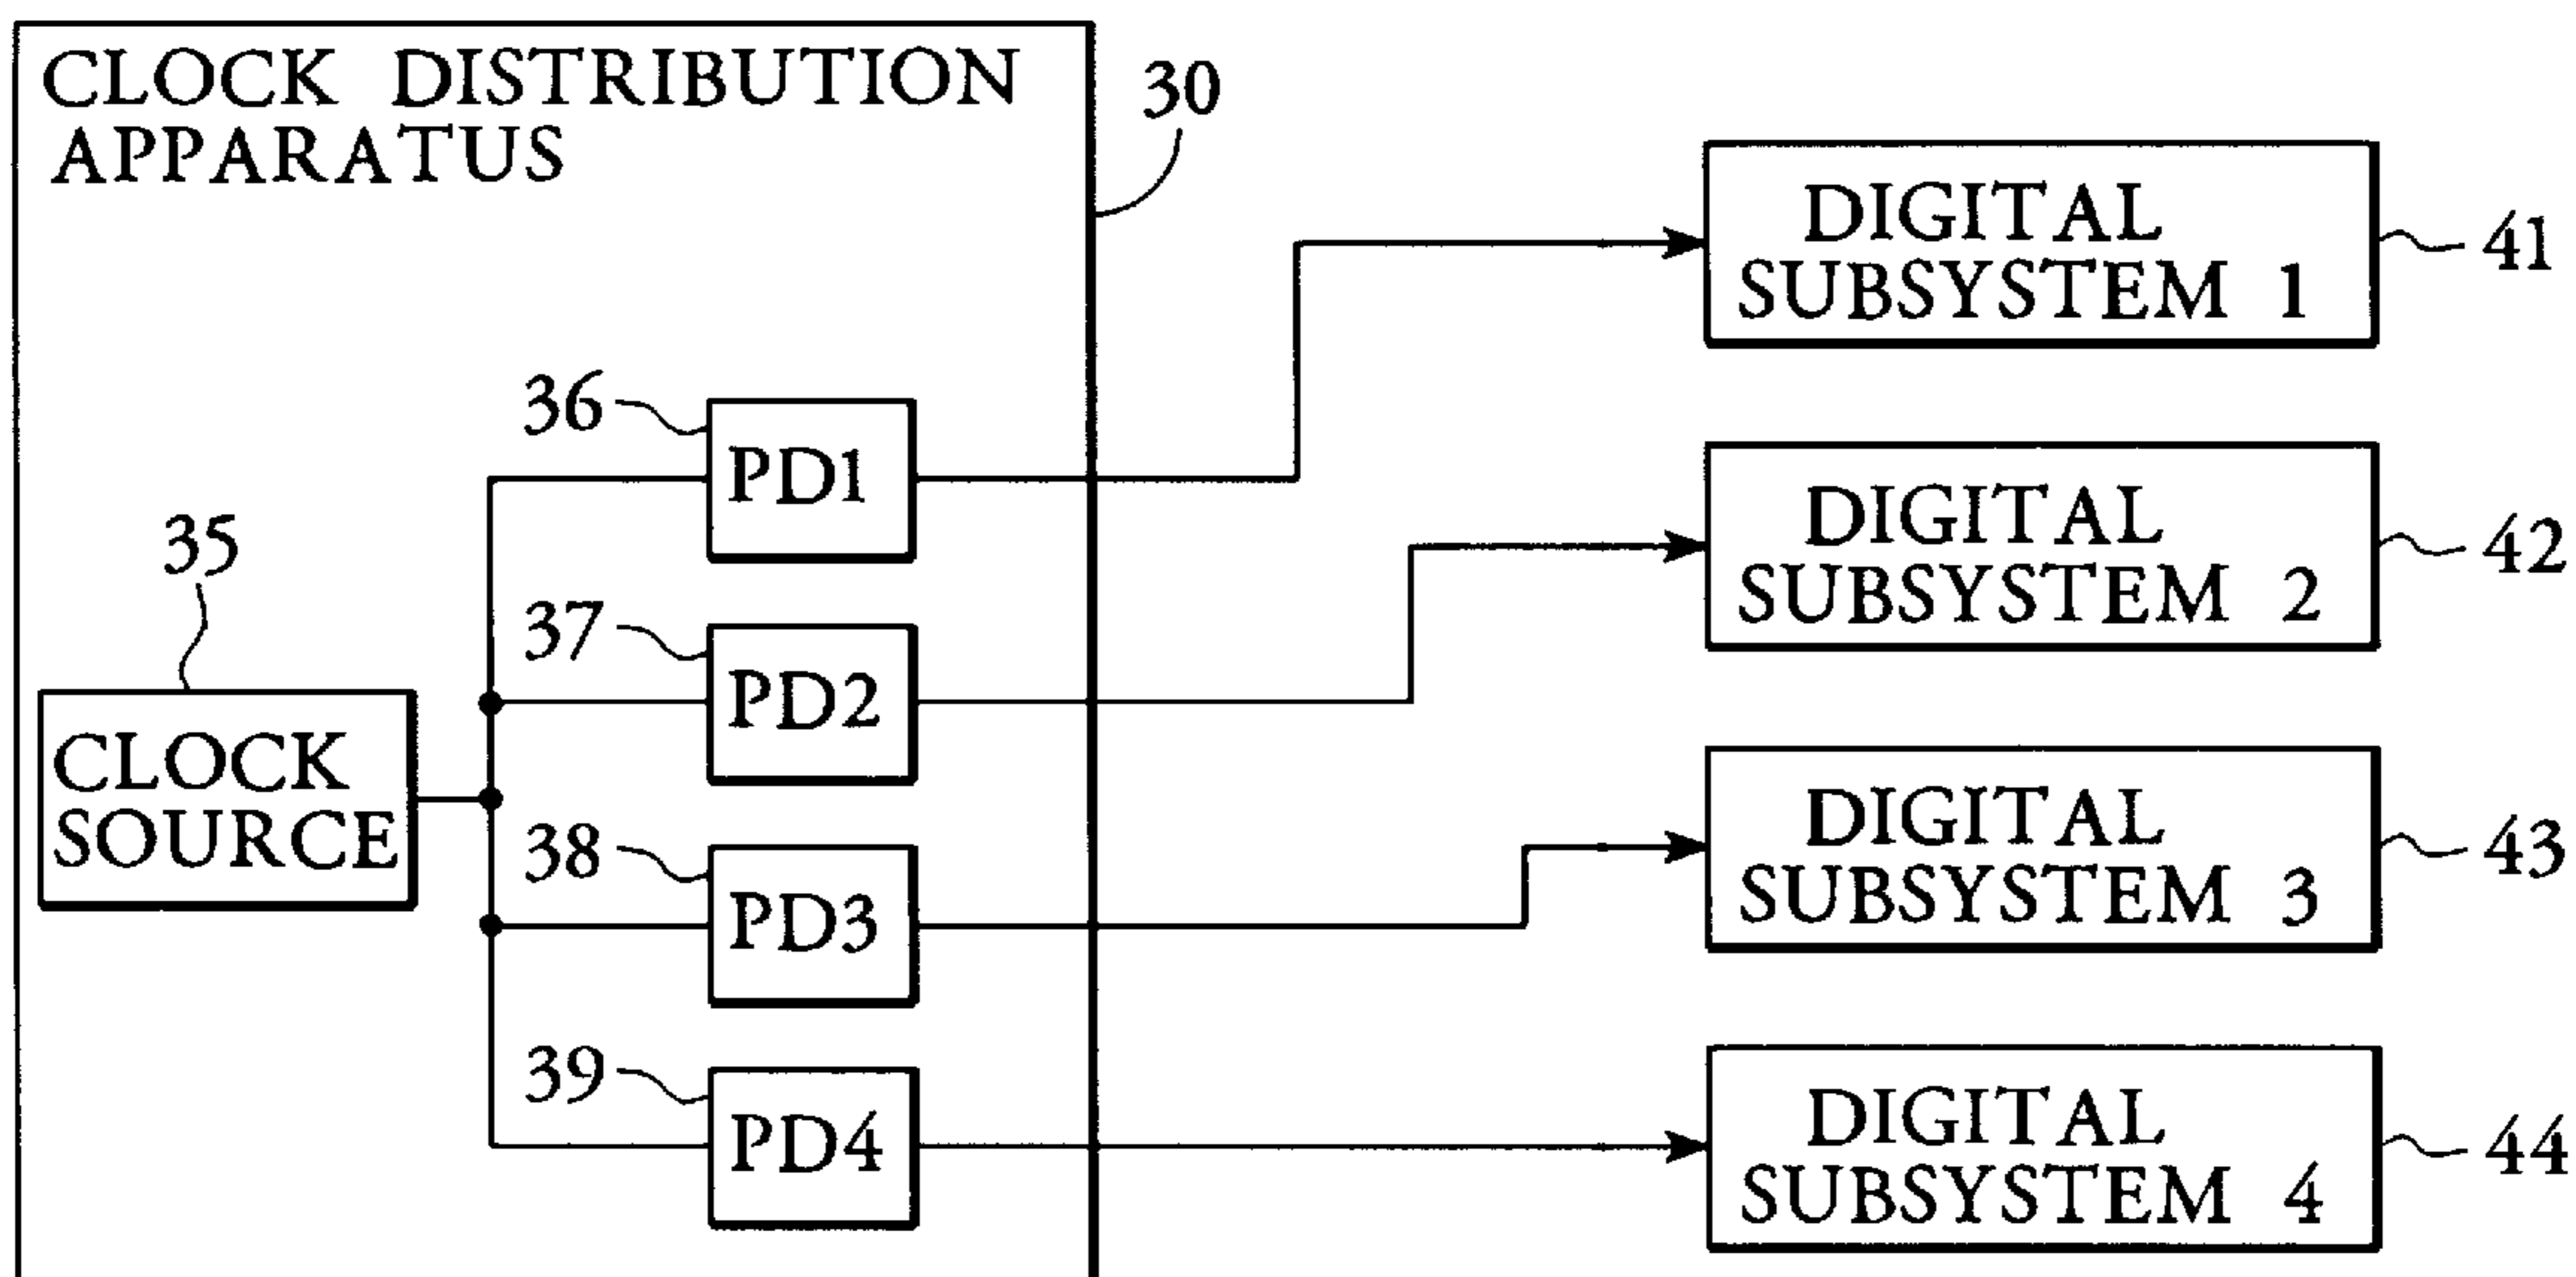 CLOCK DISTRIBUTION
APPARATUS
30
DIGITAL
SUBSYSTEM 1
41
36
PD1
DIGITAL
SUBSYSTEM 2
42
35
37
PD2
CLOCK
SOURCE
38
PD3
DIGITAL
SUBSYSTEM 3
43
39
PD4
DIGITAL
SUBSYSTEM 4
44